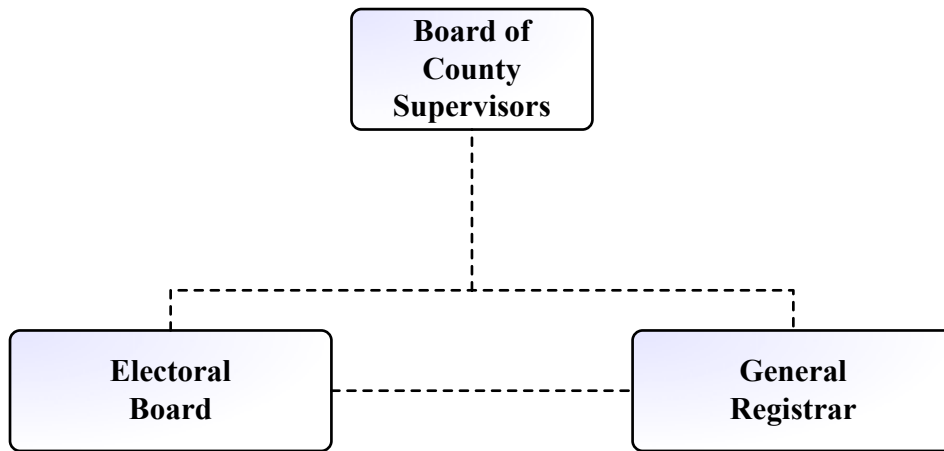 Board of
County
Supervisors
Electoral
Board
General
Registrar